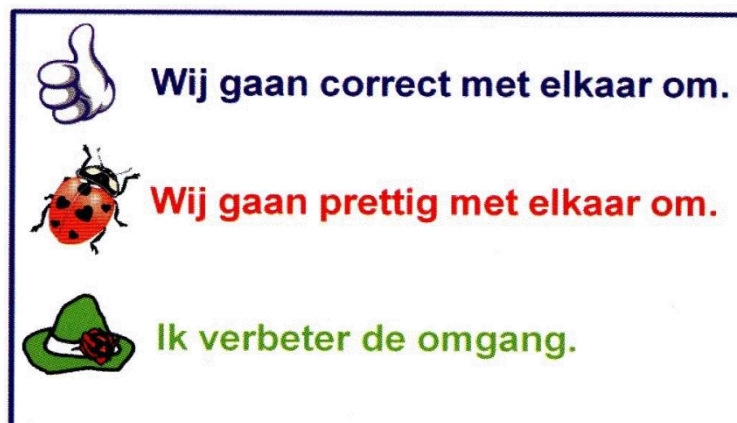 Wij gaan correct met elkaar om.
Wij gaan prettig met elkaar om.
Ik verbeter de omgang.